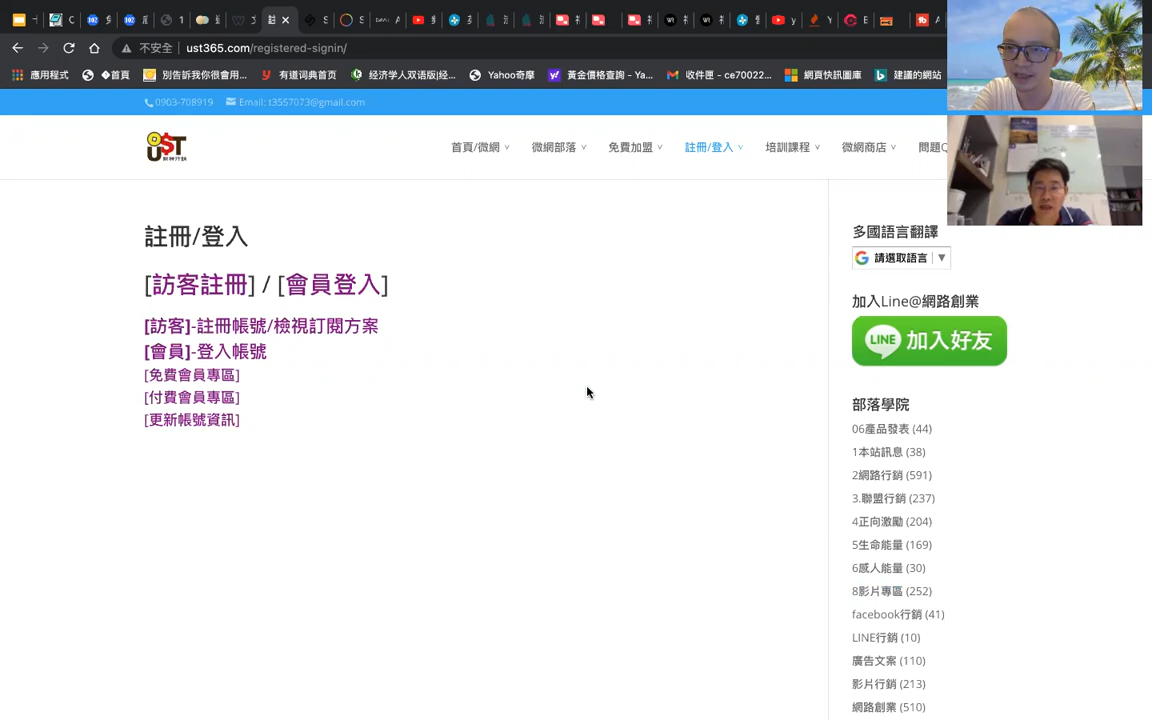 不安全 ust365.com/registered-signin/
應用程式 �首頁 別告訴我你很會用... 有道词典首页 经济学人双语版|经... Yahoo奇摩 黃金價格查詢 - Ya... 收件匣 - ce70022... 網頁快訊圖庫 建議的網站
0903-708919 Email: t3557073@gmail.com
UST
首頁/微網 微網部落 免費加盟 註冊/登入 培訓課程 微網商店 問題Q
註冊/登入
[訪客註冊] / [會員登入]
[訪客]-註冊帳號/檢視訂閱方案
[會員]-登入帳號
[免費會員專區]
[付費會員專區]
[更新帳號資訊]
多國語言翻譯
請選取語言 ▼
加入Line@網路創業
LINE 加入好友
部落學院
06產品發表 (44)
1本站訊息 (38)
2網路行銷 (591)
3.聯盟行銷 (237)
4正向激勵 (204)
5生命能量 (169)
6感人能量 (30)
8影片專區 (252)
facebook行銷 (41)
LINE行銷 (10)
廣告文案 (110)
影片行銷 (213)
網路創業 (510)